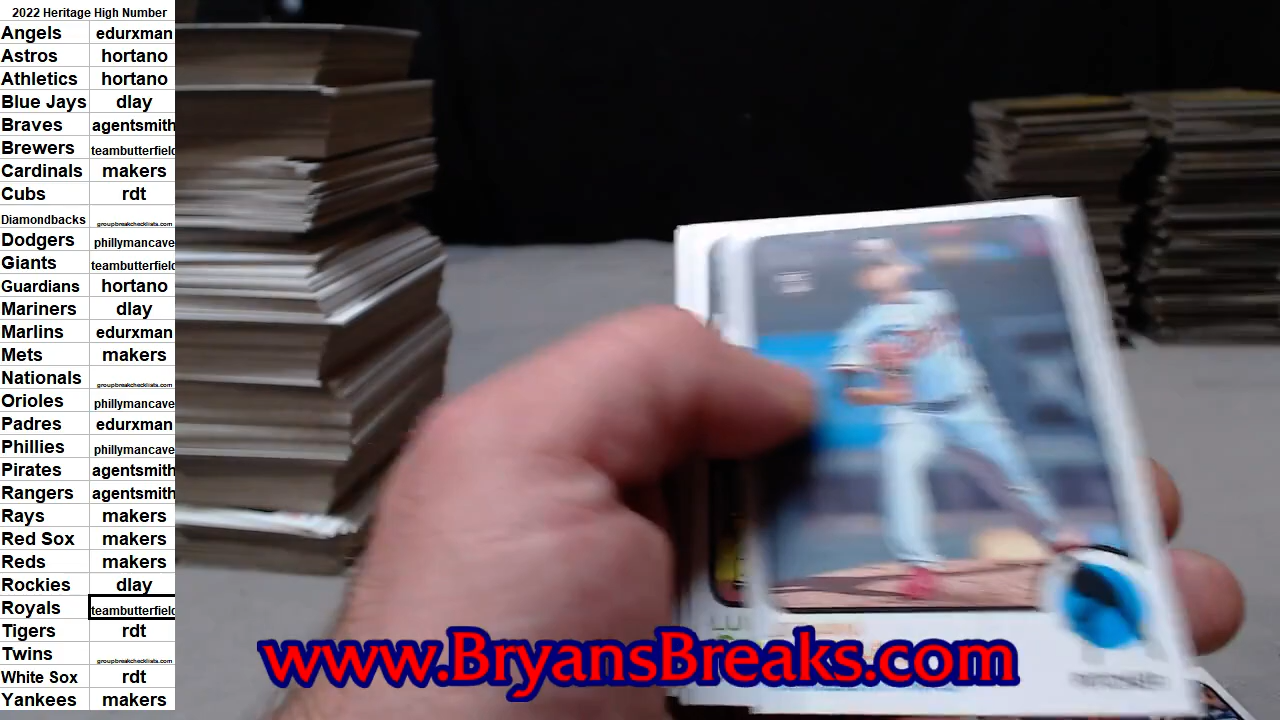 2022 Heritage High Number
Angels edurxman
Astros hortano
Athletics hortano
Blue Jays dlay
Braves agentsmith
Brewers teambutterfield
Cardinals makers
Cubs rdt
Diamondbacks groupbreakchecklists.com
Dodgers phillymancave
Giants teambutterfield
Guardians hortano
Mariners dlay
Marlins edurxman
Mets makers
Nationals groupbreakchecklists.com
Orioles phillymancave
Padres edurxman
Phillies phillymancave
Pirates agentsmith
Rangers agentsmith
Rays makers
Red Sox makers
Reds makers
Rockies dlay
Royals teambutterfield
Tigers rdt
Twins groupbreakchecklists.com
White Sox rdt
Yankees makers
www.BryansBreaks.com